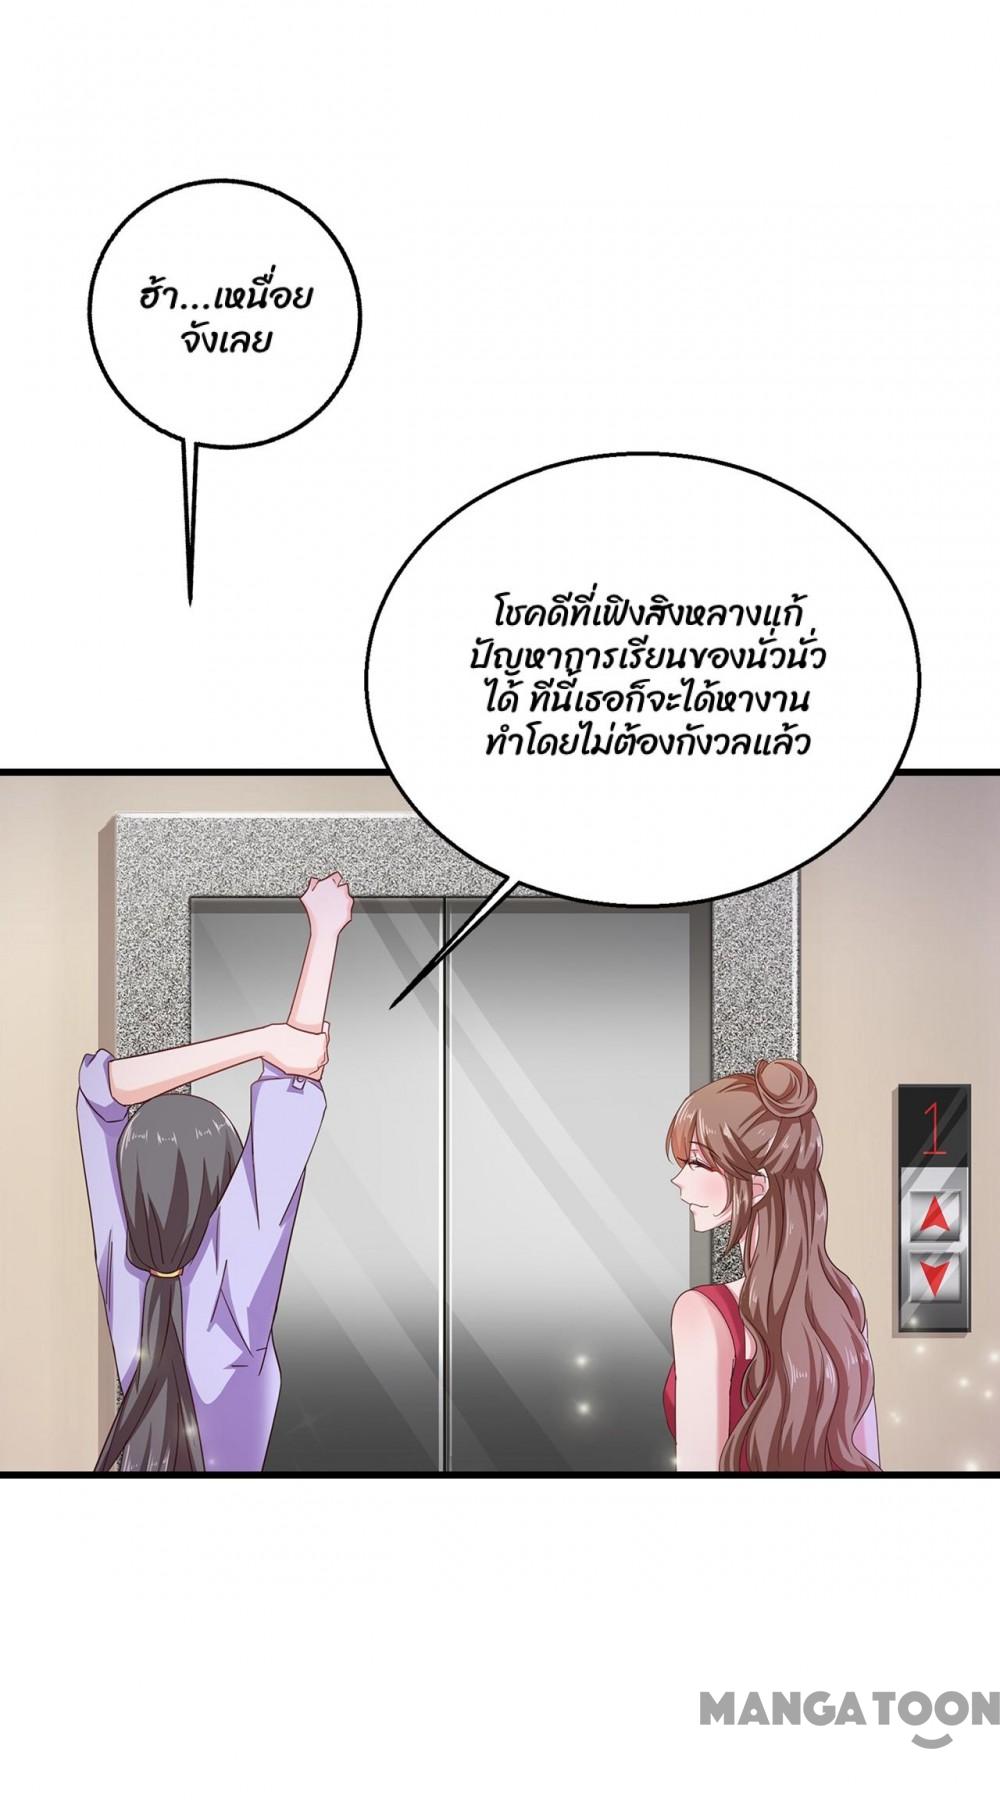 ฮ้า...เหนื่อย
จังเลย
โชคดีที่เฟิงสิงหลางแก้
ปัญหาการเรียนของนั่วนั่ว
ได้ ทีนี้เธอก็จะได้หางาน
ทำโดยไม่ต้องกังวลแล้ว
1
MANGATOON